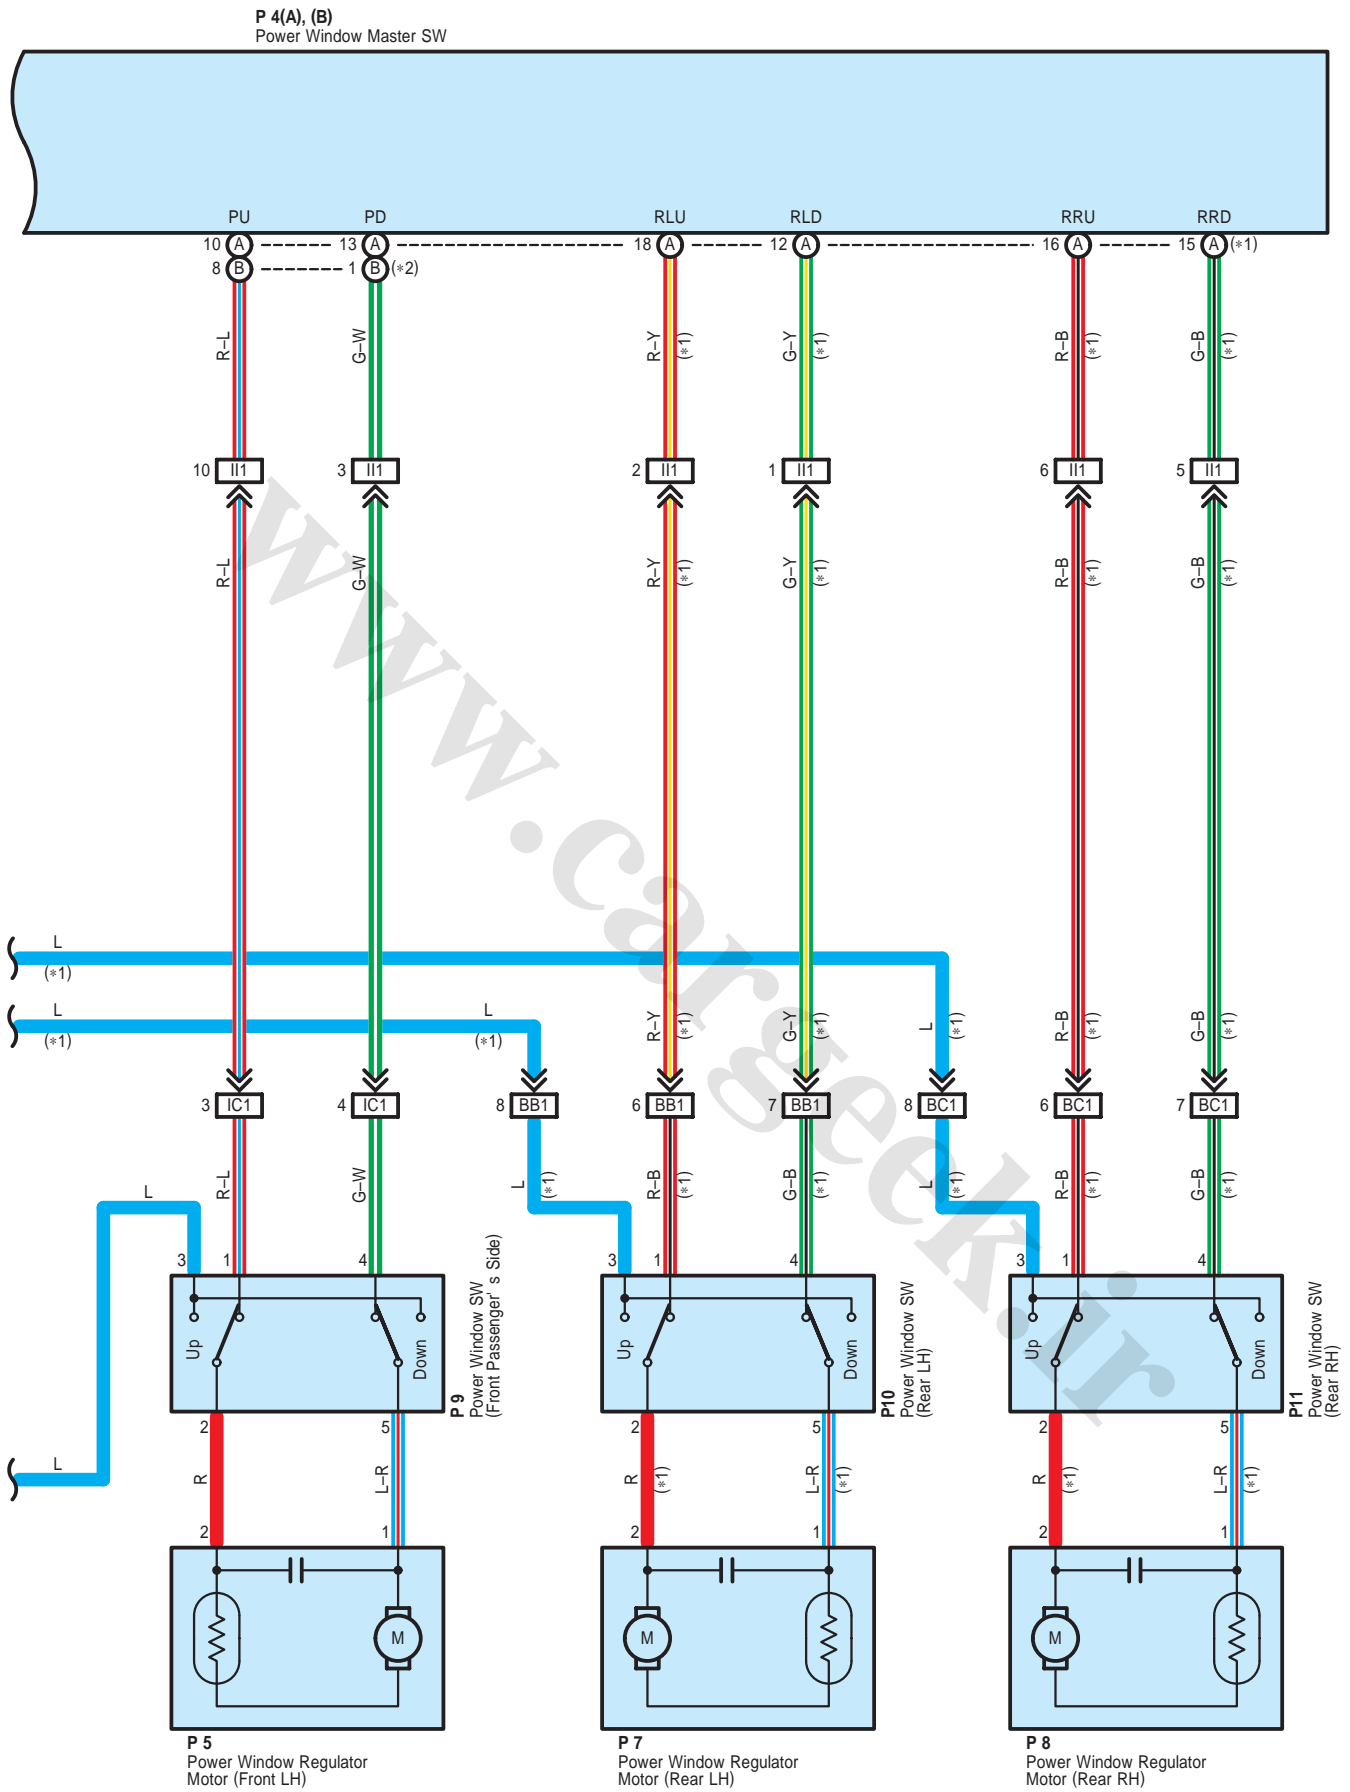 P 4(A), (B)
Power Window Master SW
PU PD RLU RLD RRU RRD
10 A 13 A 18 A 12 A 16 A 15 A (*1)
8 B 1 B (*2)
R–L G–W R–Y (*1) G–Y (*1) R–B (*1) G–B (*1)
10 II1 3 II1 2 II1 1 II1 6 II1 5 II1
R–L G–W R–Y (*1) G–Y (*1) R–B (*1) G–B (*1)
www.cargeek.ir
L
(*1)
L L
(*1) (*1)
R–Y (*1) G–Y (*1) L (*1) R–B (*1) G–B (*1)
3 IC1 4 IC1 8 BB1 6 BB1 7 BB1 8 BC1 6 BC1 7 BC1
L
R–L G–W L (*1) R–B (*1) G–B (*1) L (*1) R–B (*1) G–B (*1)
3 1 4 3 1 4 3 1 4
Up Down Up Down Up Down
P 9
Power Window SW
(Front Passenger' s Side)
P10
Power Window SW
(Rear LH)
P11
Power Window SW
(Rear RH)
2 5 2 5 2 5
L
R L–R R (*1) L–R (*1) R (*1) L–R (*1)
2 1 2 1 2 1
M M M
P 5
Power Window Regulator
Motor (Front LH)
P 7
Power Window Regulator
Motor (Rear LH)
P 8
Power Window Regulator
Motor (Rear RH)